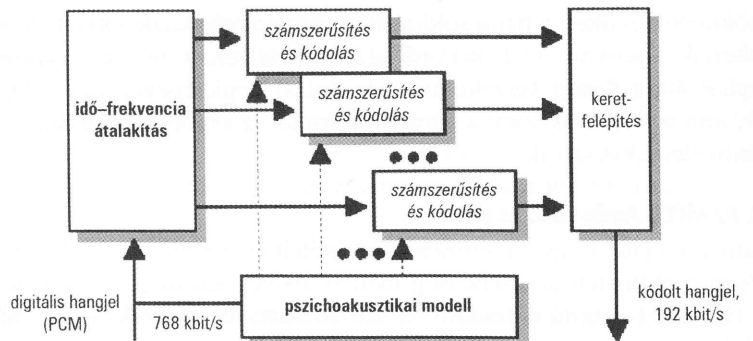 számszerűsítés
és kódolás
számszerűsítés
és kódolás
idő–frekvencia
átalakítás
keret-
felépítés
számszerűsítés
és kódolás
digitális hangjel
(PCM)
768 kbit/s
pszichoakusztikai modell
kódolt hangjel,
192 kbit/s